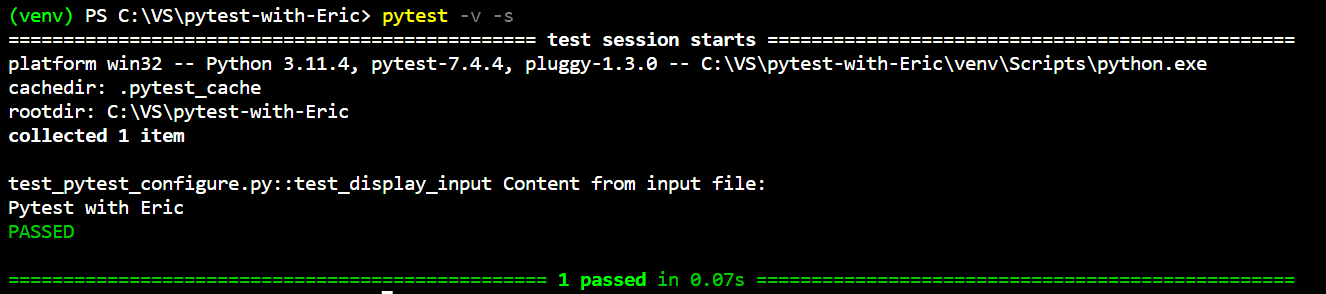 (venv) PS C:\VS\pytest-with-Eric> pytest -v -s
================================================ test session starts ================================================
platform win32 -- Python 3.11.4, pytest-7.4.4, pluggy-1.3.0 -- C:\VS\pytest-with-Eric\venv\Scripts\python.exe
cachedir: .pytest_cache
rootdir: C:\VS\pytest-with-Eric
collected 1 item
test_pytest_configure.py::test_display_input Content from input file:
Pytest with Eric
PASSED
================================================= 1 passed in 0.07s =================================================